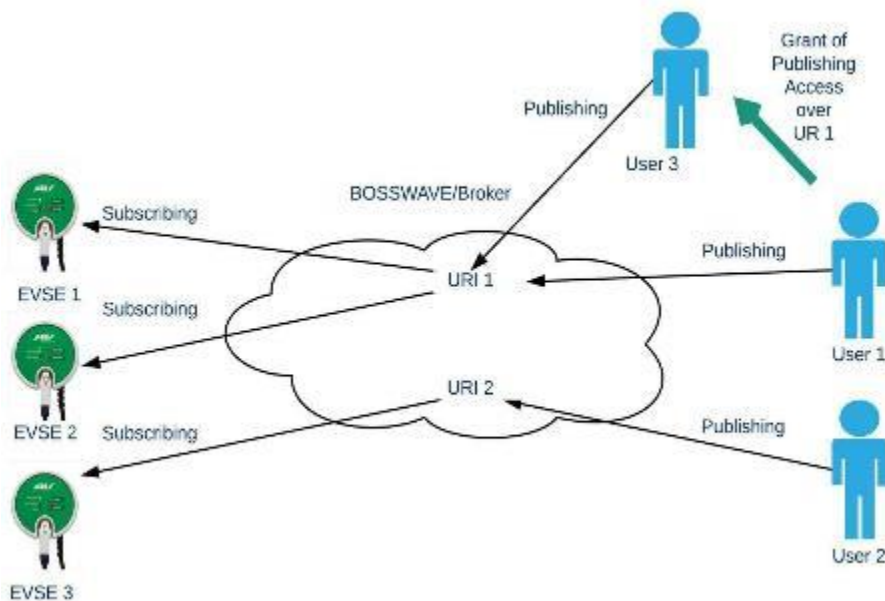 Grant of
Publishing
Access
over
UR 1
Publishing
User 3
BOSSWAVE/Broker
Subscribing
Publishing
URI 1
EVSE 1
Subscribing
User 1
URI 2
EVSE 2
Subscribing
Publishing
User 2
EVSE 3